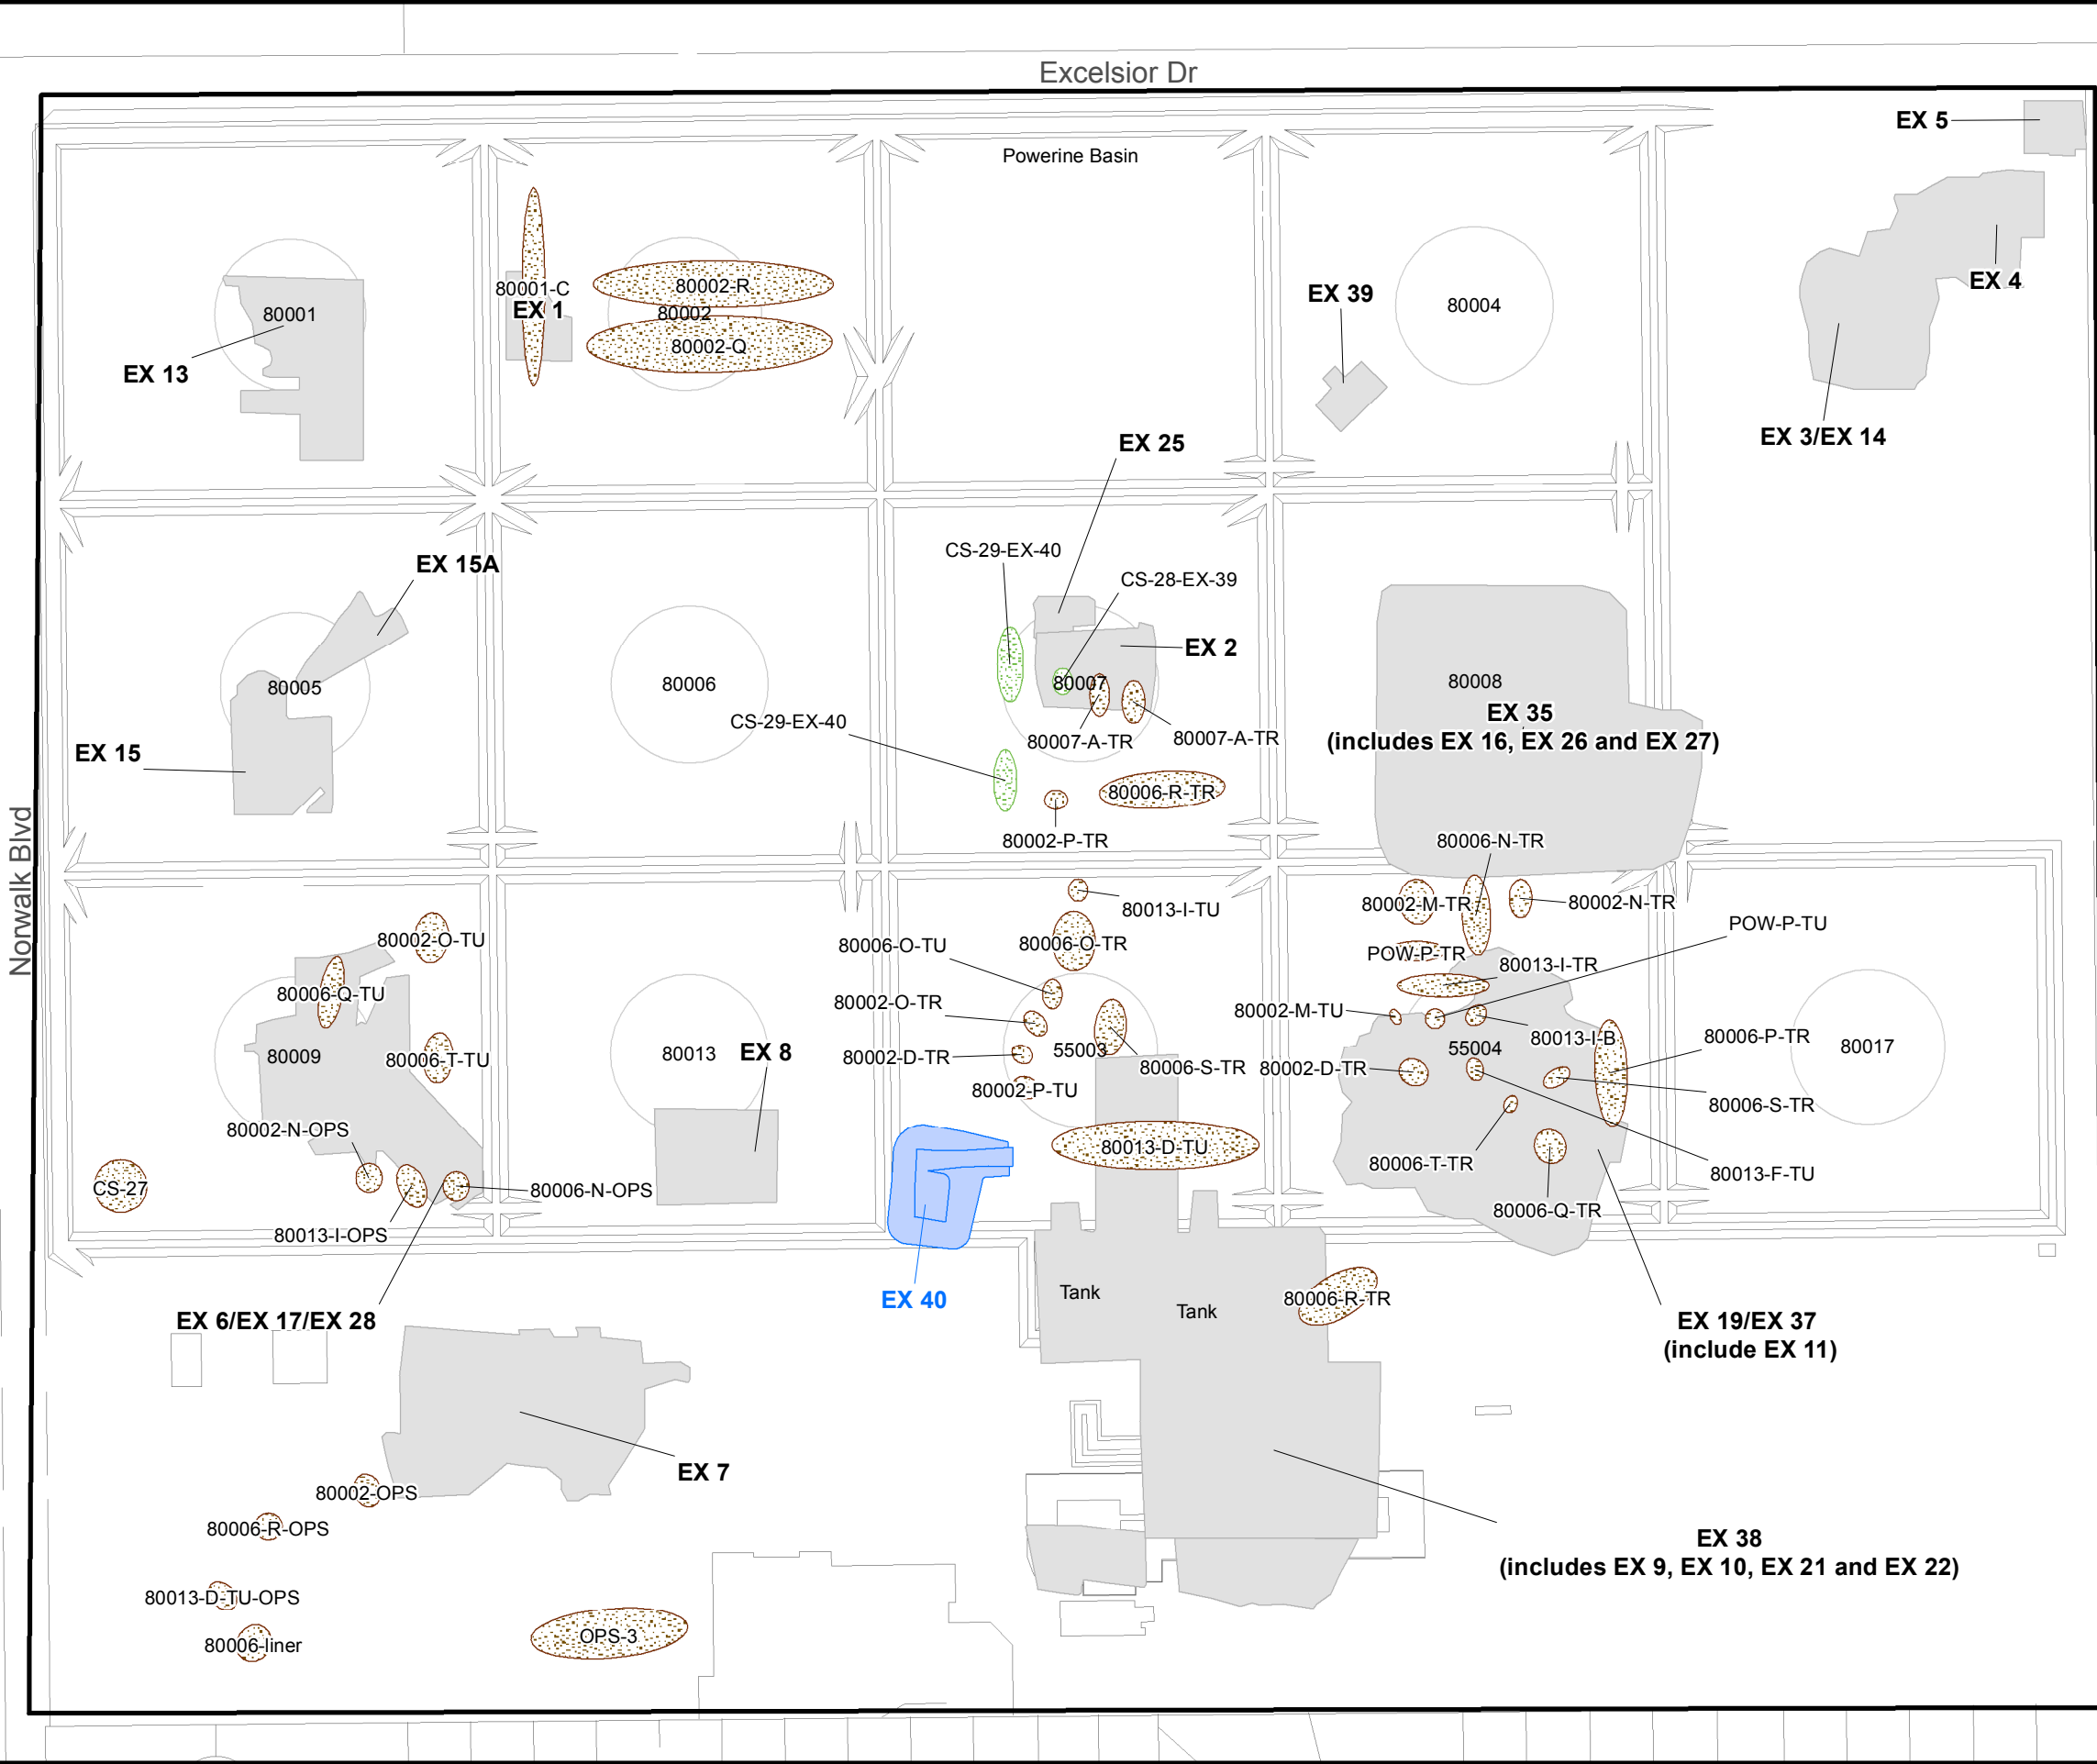 Excelsior Dr
Norwalk Blvd
Powerine Basin
EX 5
EX 4
EX 3/EX 14
80001
EX 13
80001-C
EX 1
80002-R
80002
80002-Q
EX 39
80004
EX 25
EX 15A
CS-29-EX-40
CS-28-EX-39
EX 2
80005
80006
80007
80008
EX 35
(includes EX 16, EX 26 and EX 27)
CS-29-EX-40
80007-A-TR
80007-A-TR
EX 15
80006-R-TR
80002-P-TR
80006-N-TR
80002-M-TR
80002-N-TR
80013-I-TU
POW-P-TU
80002-O-TU
80006-O-TU
80006-O-TR
POW-P-TR
80013-I-TR
80006-Q-TU
80002-O-TR
80002-M-TU
80013-I-B
80006-P-TR
80009
80006-T-TU
80013
EX 8
80002-D-TR
55003
55004
80017
80006-S-TR
80002-D-TR
80002-P-TU
80006-S-TR
80002-N-OPS
80013-D-TU
80006-T-TR
80013-F-TU
CS-27
80006-N-OPS
80006-Q-TR
80013-I-OPS
EX 40
Tank
Tank
80006-R-TR
EX 6/EX 17/EX 28
EX 19/EX 37
(include EX 11)
EX 7
80002-OPS
80006-R-OPS
EX 38
(includes EX 9, EX 10, EX 21 and EX 22)
80013-D-TU-OPS
80006-liner
OPS-3